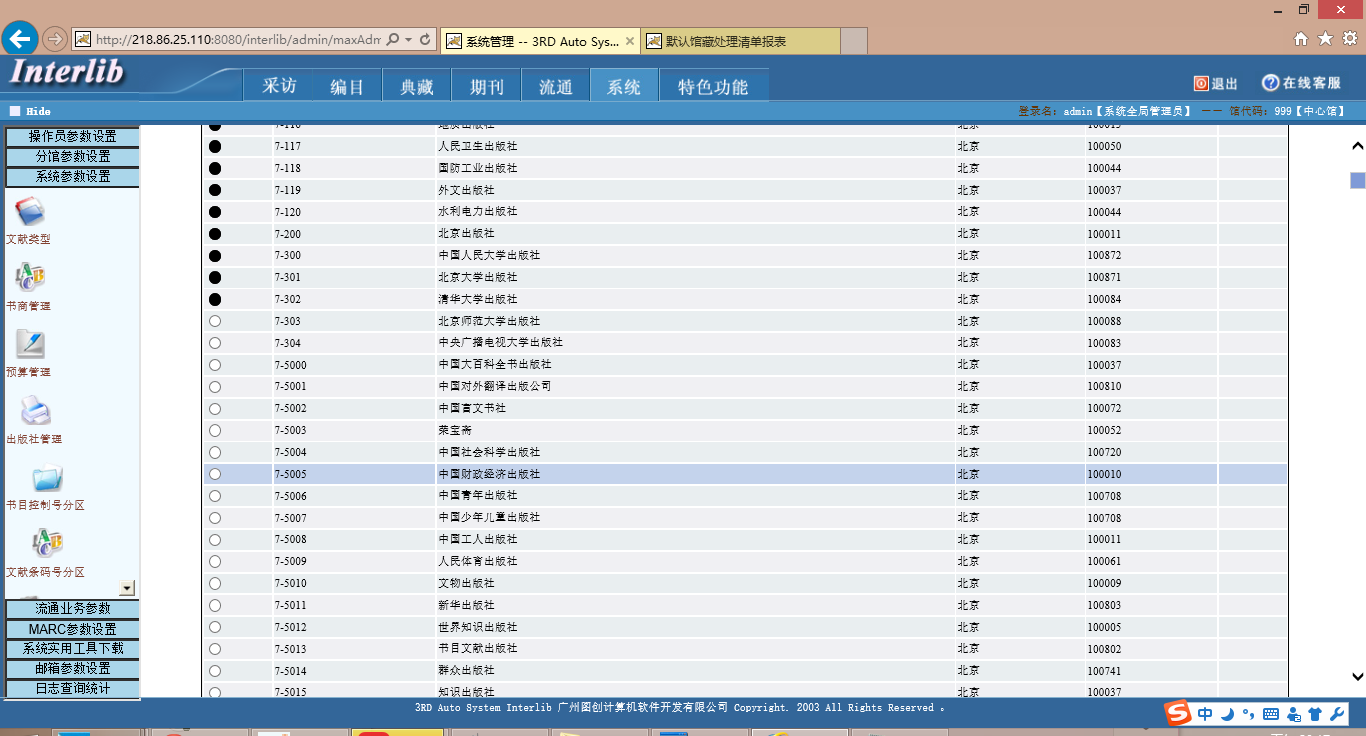 http://218.86.25.110:8080/interlib/admin/maxAdm
系统管理 -- 3RD Auto Sys...
默认馆藏处理清单报表
Interlib
采访 编目 典藏 期刊 流通 系统 特色功能
退出 在线客服
Hide
登录名：admin【系统全局管理员】 —— 馆代码：999【中心馆】
操作员参数设置
分馆参数设置
系统参数设置
文献类型
书商管理
预算管理
出版社管理
书目控制号分区
文献条码号分区
流通业务参数
MARC参数设置
系统实用工具下载
邮箱参数设置
日志查询统计
7-116 地质出版社 北京 100013
7-117 人民卫生出版社 北京 100050
7-118 国防工业出版社 北京 100044
7-119 外文出版社 北京 100037
7-120 水利电力出版社 北京 100044
7-200 北京出版社 北京 100011
7-300 中国人民大学出版社 北京 100872
7-301 北京大学出版社 北京 100871
7-302 清华大学出版社 北京 100084
7-303 北京师范大学出版社 北京 100088
7-304 中央广播电视大学出版社 北京 100083
7-5000 中国大百科全书出版社 北京 100037
7-5001 中国对外翻译出版公司 北京 100810
7-5002 中国言文书社 北京 100072
7-5003 荣宝斋 北京 100052
7-5004 中国社会科学出版社 北京 100720
7-5005 中国财政经济出版社 北京 100010
7-5006 中国青年出版社 北京 100708
7-5007 中国少年儿童出版社 北京 100708
7-5008 中国工人出版社 北京 100011
7-5009 人民体育出版社 北京 100061
7-5010 文物出版社 北京 100009
7-5011 新华出版社 北京 100803
7-5012 世界知识出版社 北京 100005
7-5013 书目文献出版社 北京 100802
7-5014 群众出版社 北京 100741
7-5015 知识出版社 北京 100037
3RD Auto System Interlib 广州图创计算机软件开发有限公司 Copyright. 2003 All Rights Reserved 。
中